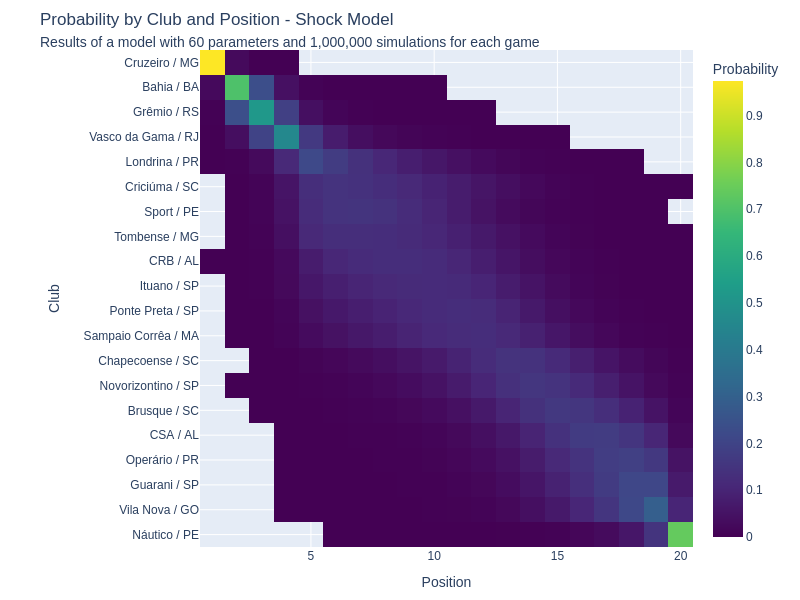 Probability by Club and Position - Shock Model
Results of a model with 60 parameters and 1,000,000 simulations for each game
Probability
Cruzeiro / MG
Bahia / BA
Grêmio / RS
Vasco da Gama / RJ
Londrina / PR
Criciúma / SC
Sport / PE
Tombense / MG
CRB / AL
Ituano / SP
Ponte Preta / SP
Sampaio Corrêa / MA
Chapecoense / SC
Novorizontino / SP
Brusque / SC
CSA / AL
Operário / PR
Guarani / SP
Vila Nova / GO
Náutico / PE
Club
5
10
15
20
Position
0.9
0.8
0.7
0.6
0.5
0.4
0.3
0.2
0.1
0